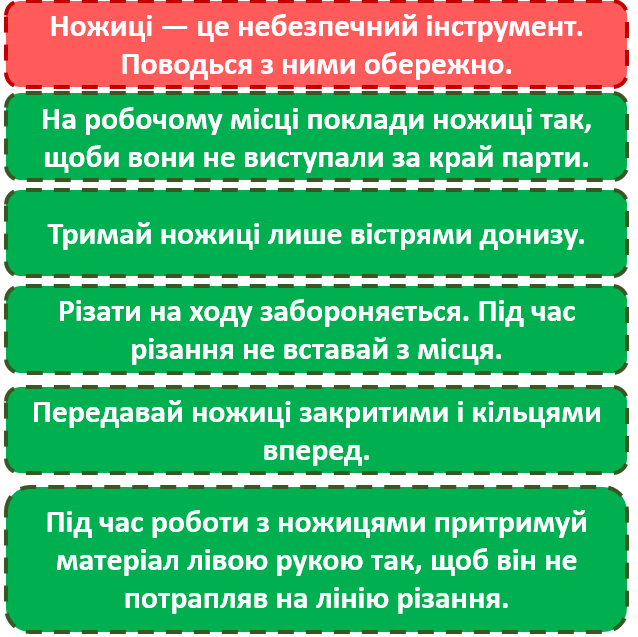 Ножиці — це небезпечний інструмент.
Поводься з ними обережно.
На робочому місці поклади ножиці так,
щоби вони не виступали за край парти.
Тримай ножиці лише вістрями донизу.
Різати на ходу забороняється. Під час
різання не вставай з місця.
Передавай ножиці закритими і кільцями
вперед.
Під час роботи з ножицями притримуй
матеріал лівою рукою так, щоб він не
потрапляв на лінію різання.